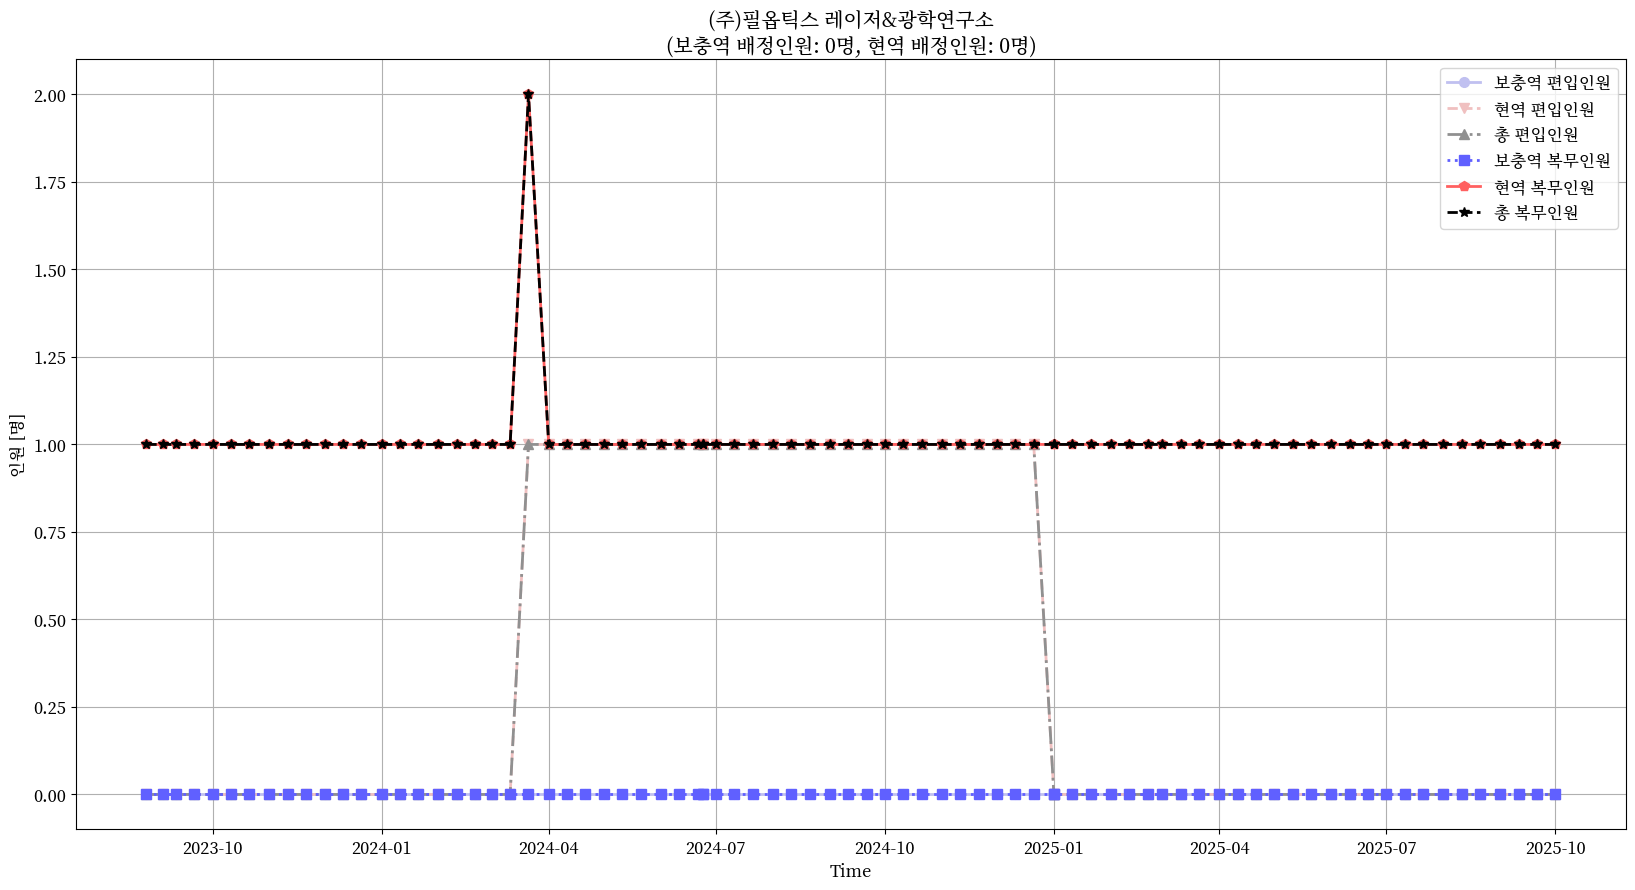 (주)필옵틱스 레이저&광학연구소
(보충역 배정인원: 0명, 현역 배정인원: 0명)
보충역 편입인원
현역 편입인원
총 편입인원
보충역 복무인원
현역 복무인원
총 복무인원
인원 [명]
2.00
1.75
1.50
1.25
1.00
0.75
0.50
0.25
0.00
2023-10
2024-01
2024-04
2024-07
2024-10
2025-01
2025-04
2025-07
2025-10
Time